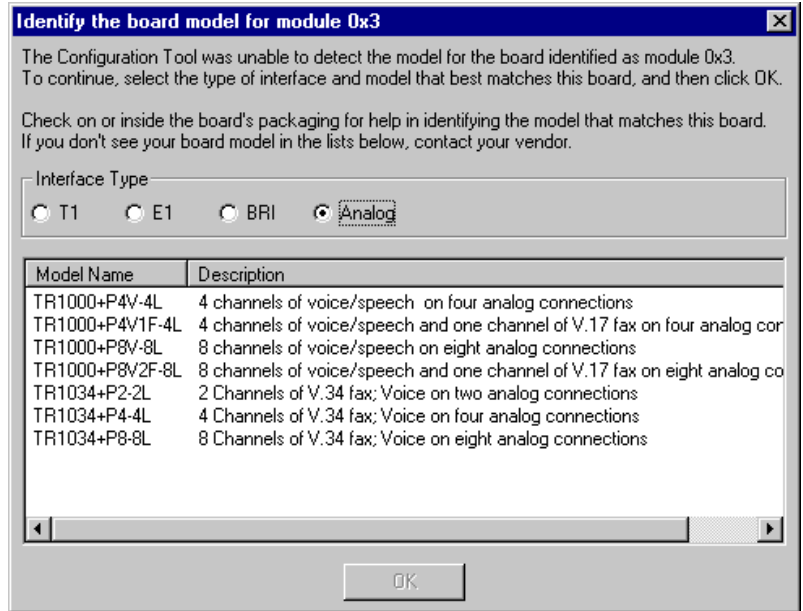 Identify the board model for module 0x3
The Configuration Tool was unable to detect the model for the board identified as module 0x3.
To continue, select the type of interface and model that best matches this board, and then click OK.
Check on or inside the board's packaging for help in identifying the model that matches this board.
If you don't see your board model in the lists below, contact your vendor.
Interface Type
T1 E1 BRI Analog
Model Name Description
TR1000+P4V-4L 4 channels of voice/speech on four analog connections
TR1000+P4V1F-4L 4 channels of voice/speech and one channel of V.17 fax on four analog cor
TR1000+P8V-8L 8 channels of voice/speech on eight analog connections
TR1000+P8V2F-8L 8 channels of voice/speech and one channel of V.17 fax on eight analog co
TR1034+P2-2L 2 Channels of V.34 fax; Voice on two analog connections
TR1034+P4-4L 4 Channels of V.34 fax; Voice on four analog connections
TR1034+P8-8L 8 Channels of V.34 fax; Voice on eight analog connections
OK